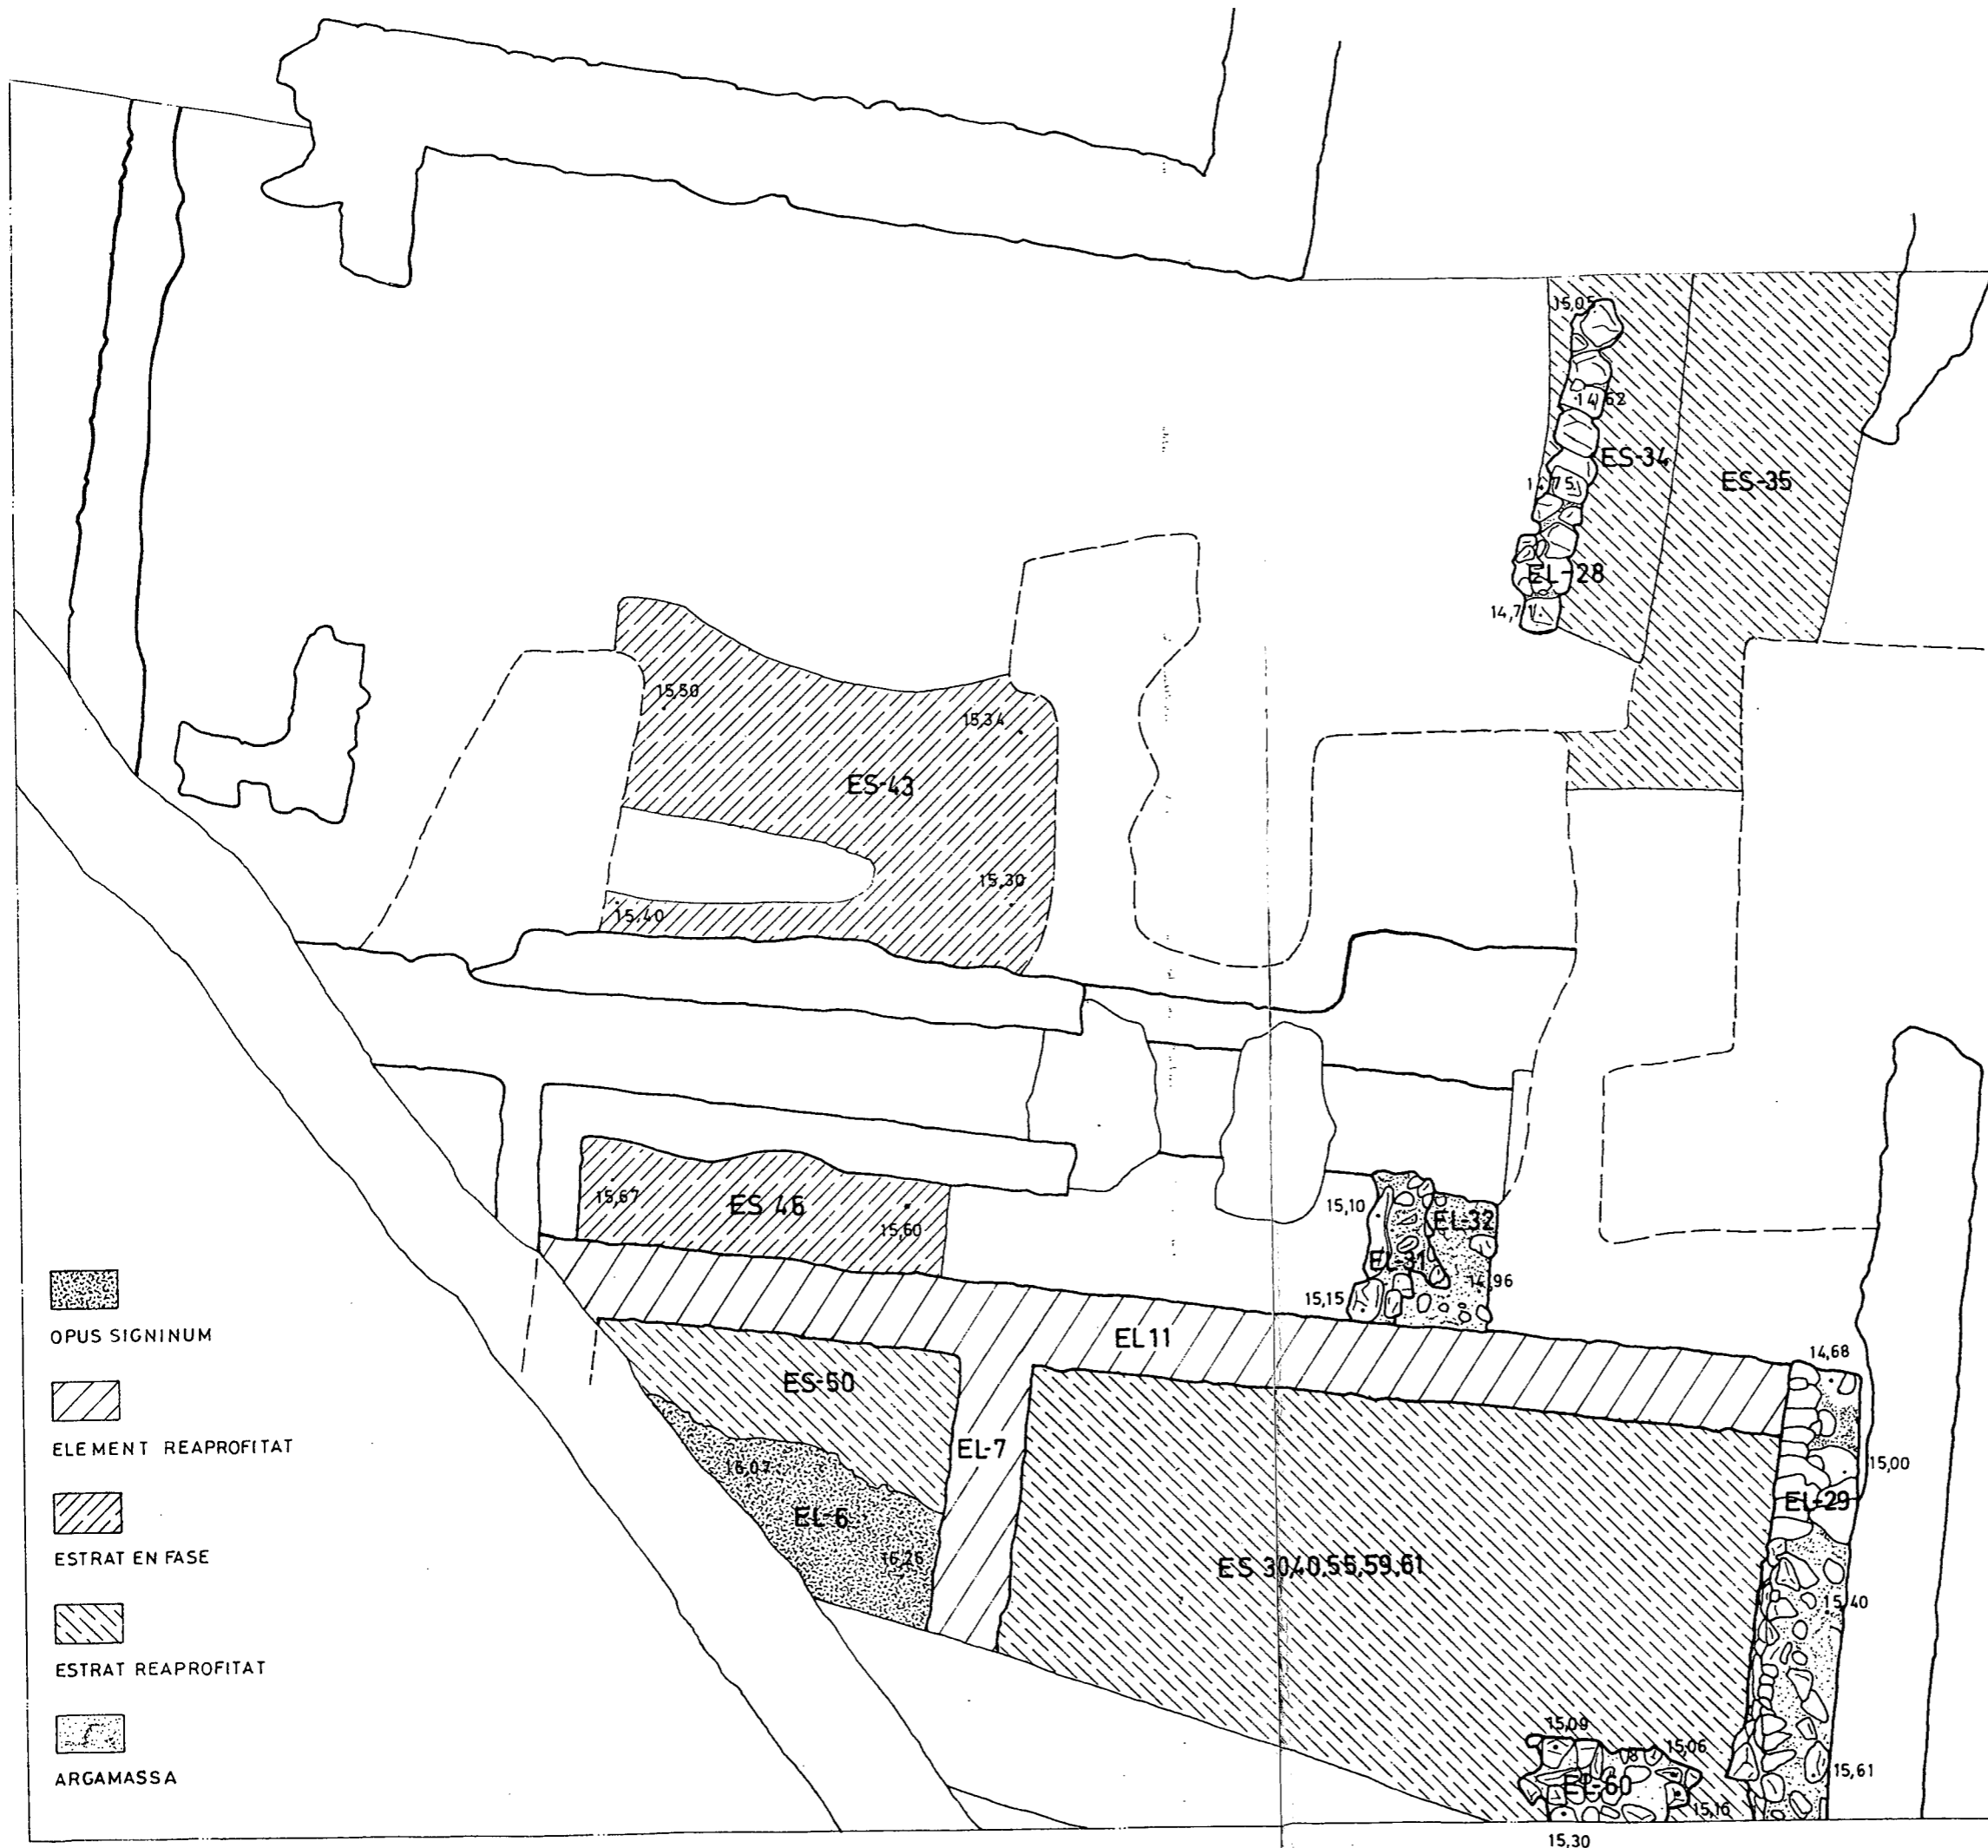 15,05
14,62
ES-34
ES-35
14,75
EL-28
14,71
15,50
15,34
ES-43
15,30
15,40
15,67
ES 46
15,60
15,10
EL-32
EL-31
14,96
15,15
EL 11
14,68
ES-50
EL-7
15,00
16,07
EL-6
EL-29
16,26
ES 30,40,55,59,61
15,40
15,09
15,06
EL-60
15,61
15,16
15,30
OPUS SIGNINUM
ELEMENT REAPROFITAT
ESTRAT EN FASE
ESTRAT REAPROFITAT
ARGAMASSA